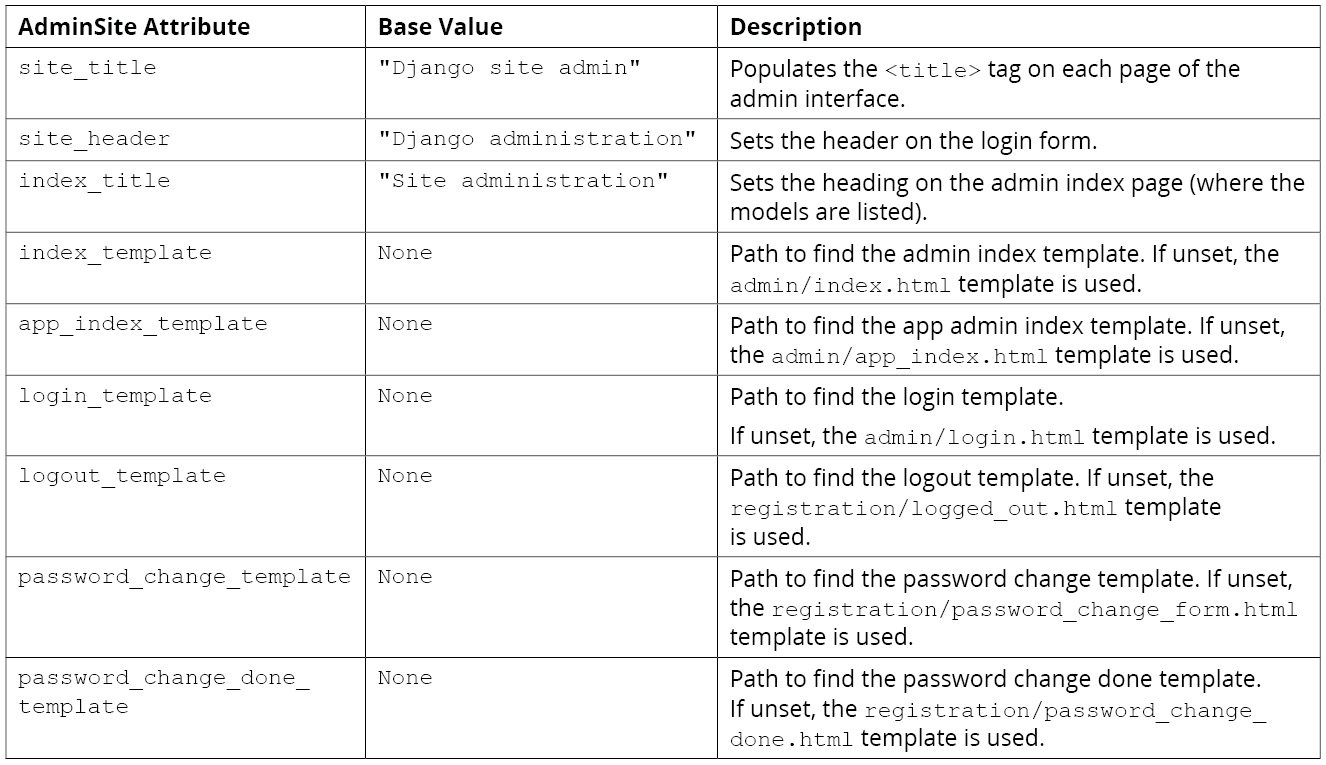 AdminSite Attribute Base Value Description
site_title "Django site admin" Populates the <title> tag on each page of the
admin interface.
site_header "Django administration" Sets the header on the login form.
index_title "Site administration" Sets the heading on the admin index page (where the
models are listed).
index_template None Path to find the admin index template. If unset, the
admin/index.html template is used.
app_index_template None Path to find the app admin index template. If unset,
the admin/app_index.html template is used.
login_template None Path to find the login template.
If unset, the admin/login.html template is used.
logout_template None Path to find the logout template. If unset, the
registration/logged_out.html template
is used.
password_change_template None Path to find the password change template. If unset,
the registration/password_change_form.html
template is used.
password_change_done_ None Path to find the password change done template.
template If unset, the registration/password_change_
done.html template is used.